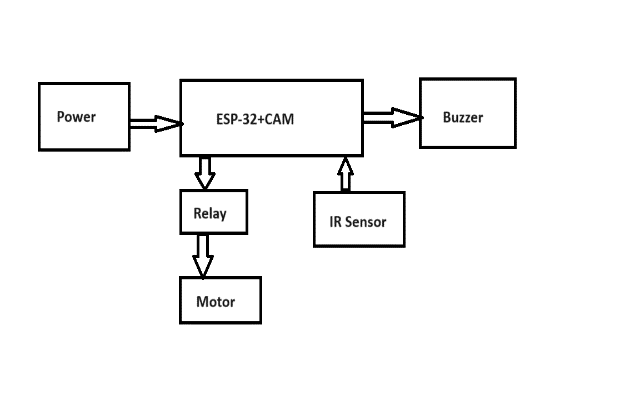 Power
ESP-32+CAM
Buzzer
Relay
IR Sensor
Motor